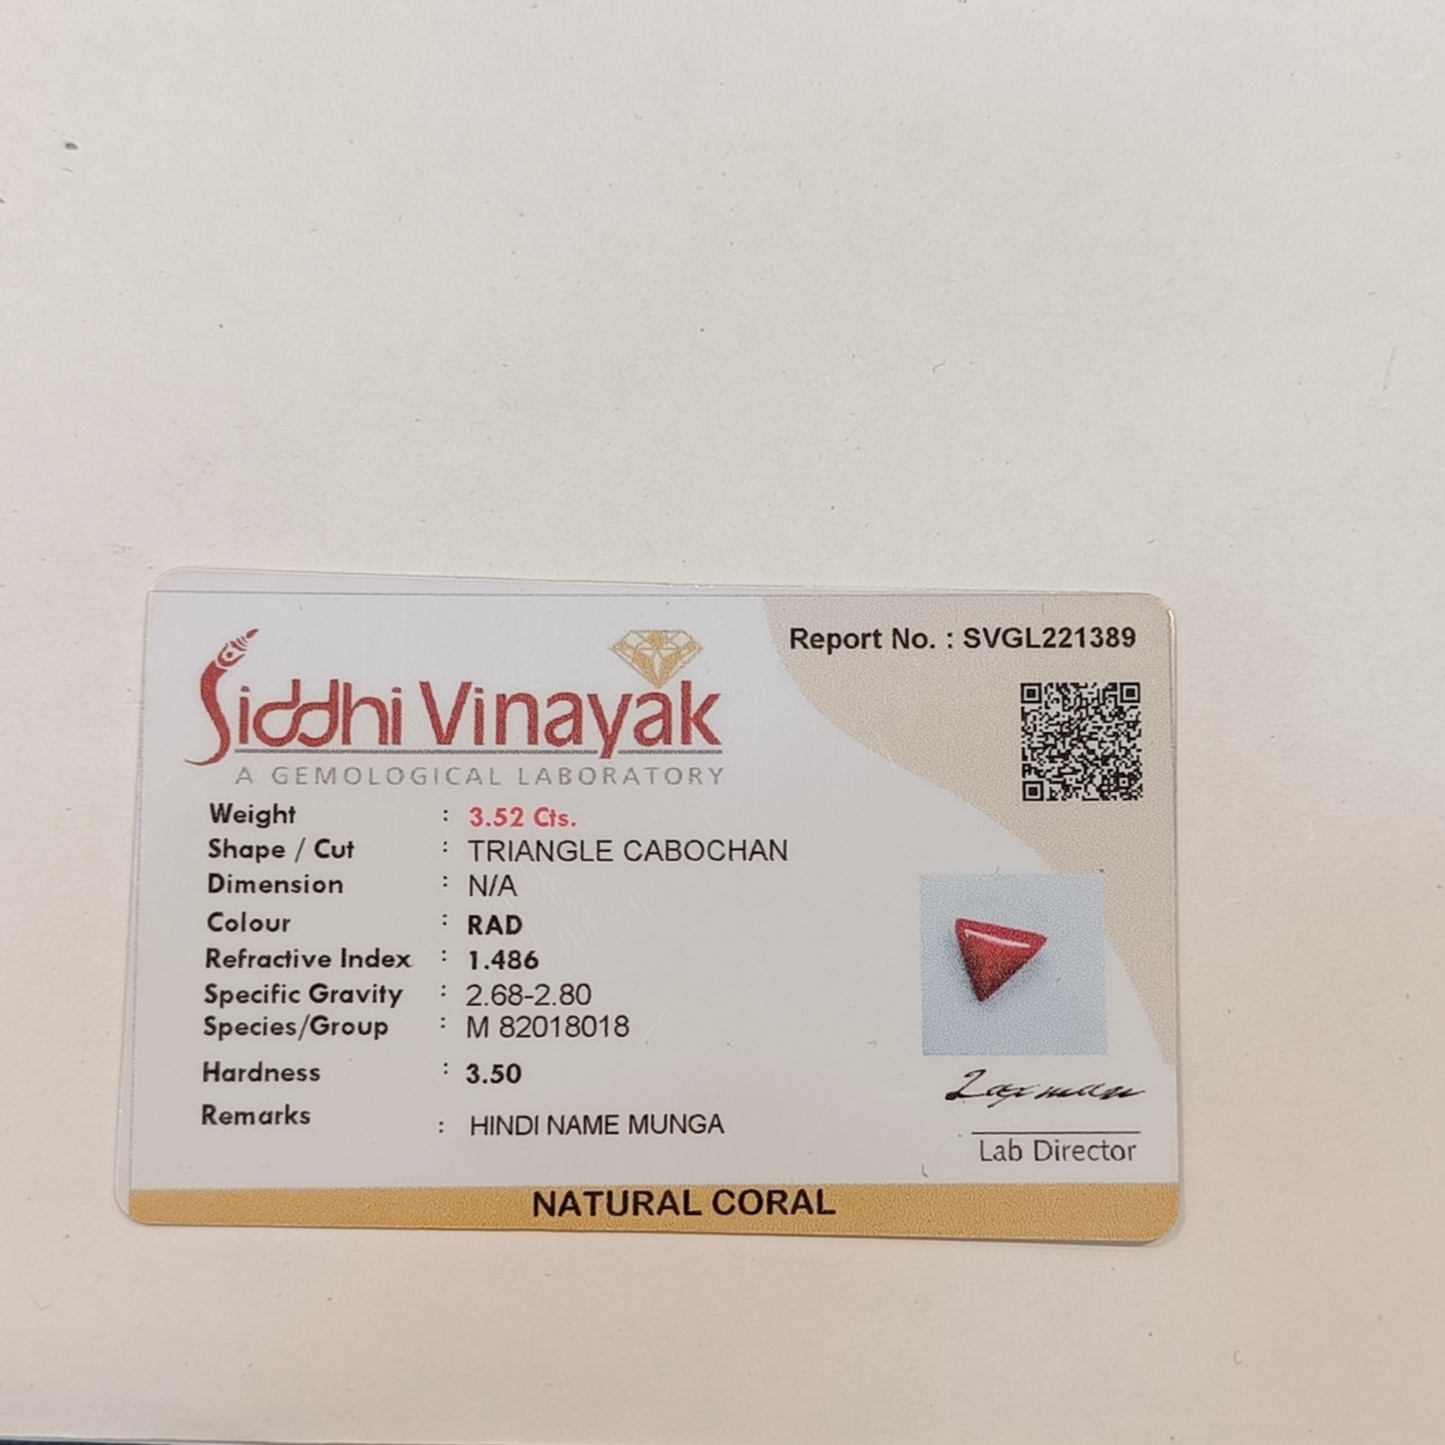 Report No. : SVGL221389
Siddhi Vinayak
A GEMOLOGICAL LABORATORY
Weight : 3.52 Cts.
Shape / Cut : TRIANGLE CABOCHAN
Dimension : N/A
Colour : RAD
Refractive Index : 1.486
Specific Gravity : 2.68-2.80
Species/Group : M 82018018
Hardness : 3.50
Remarks : HINDI NAME MUNGA
Laxman
Lab Director
NATURAL CORAL